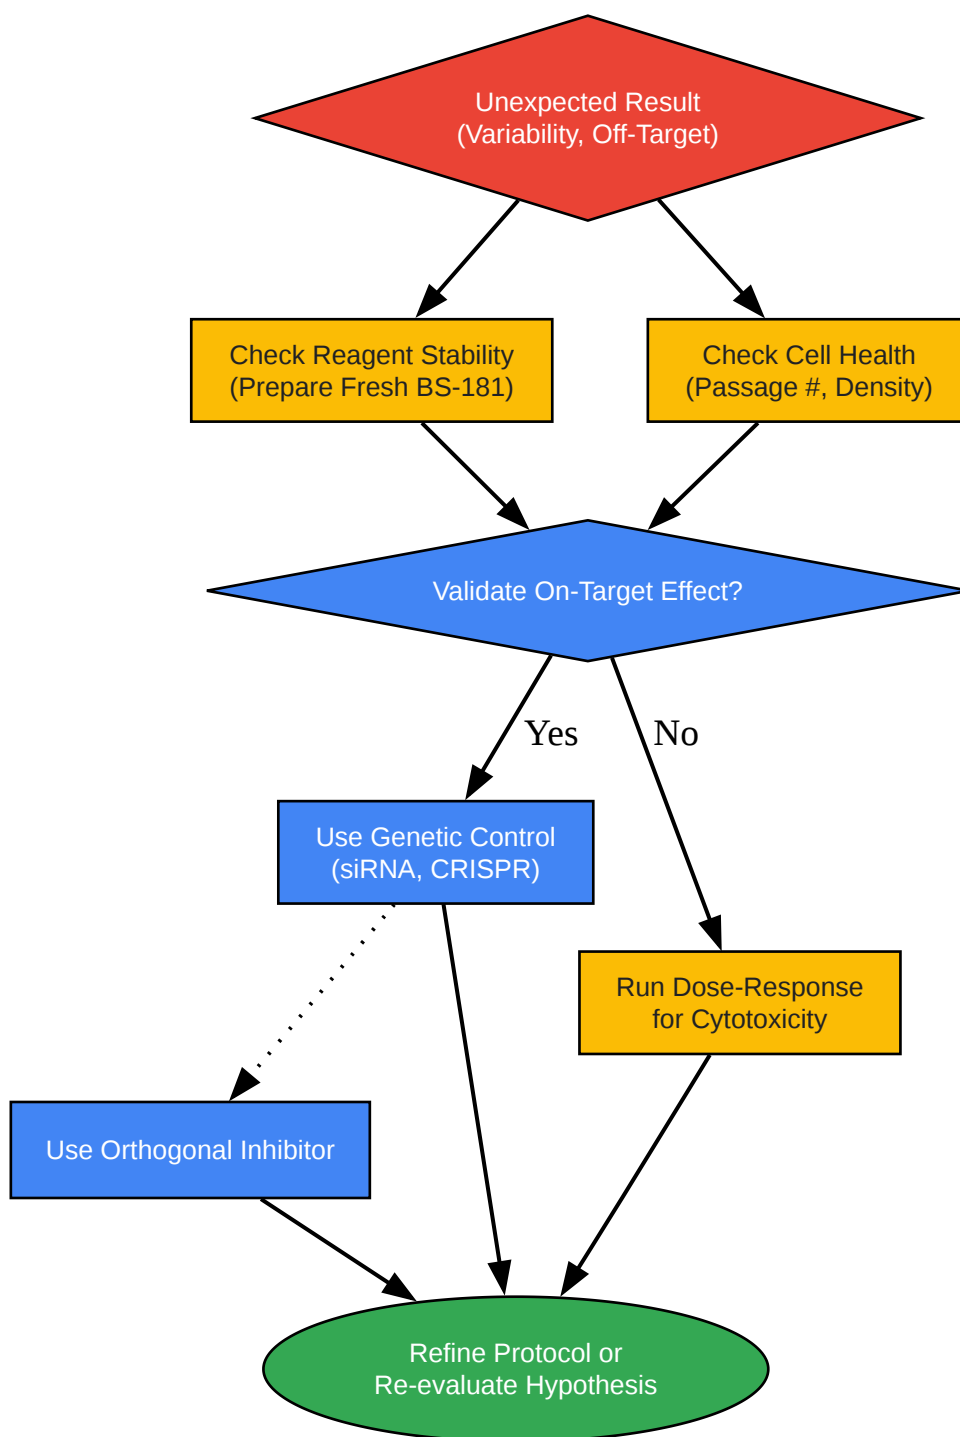 Unexpected Result
(Variability, Off-Target)
Check Reagent Stability
(Prepare Fresh BS-181)
Check Cell Health
(Passage #, Density)
Validate On-Target Effect?
Yes
No
Use Genetic Control
(siRNA, CRISPR)
Run Dose-Response
for Cytotoxicity
Use Orthogonal Inhibitor
Refine Protocol or
Re-evaluate Hypothesis